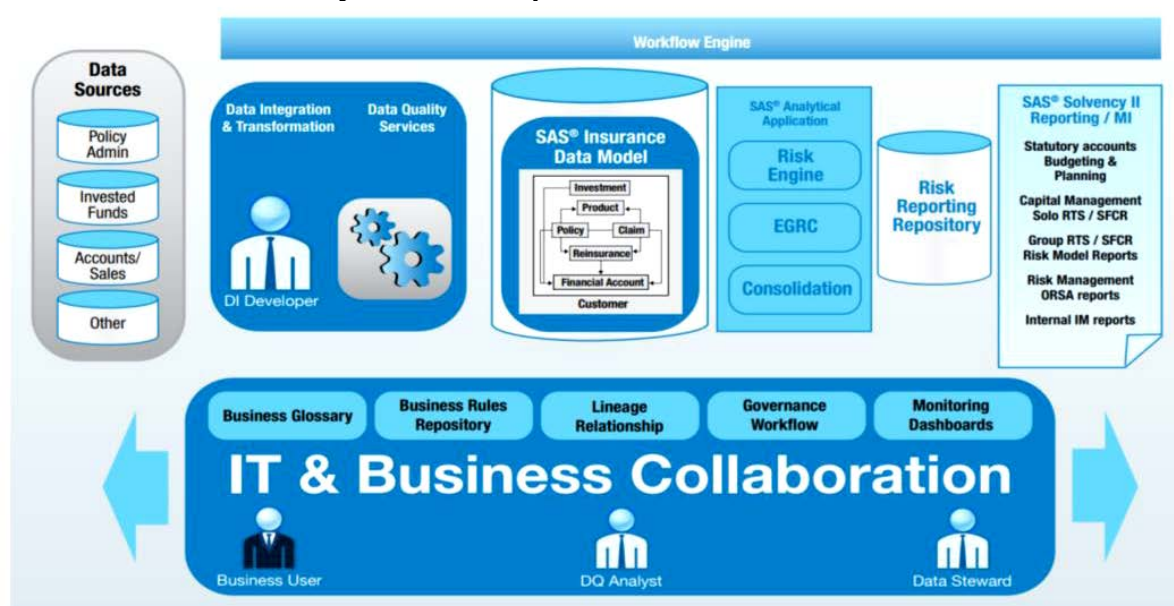 Workflow Engine
Data
Sources
Policy
Admin
Invested
Funds
Accounts/
Sales
Other
Data Integration
& Transformation
Data Quality
Services
DI Developer
SAS® Insurance
Data Model
Investment
Product
Policy
Claim
Reinsurance
Financial Account
Customer
SAS® Analytical
Application
Risk
Engine
EGRC
Consolidation
Risk
Reporting
Repository
SAS® Solvency II
Reporting / MI
Statutory accounts
Budgeting &
Planning
Capital Management
Solo RTS / SFCR
Group RTS / SFCR
Risk Model Reports
Risk Management
ORSA reports
Internal IM reports
Business Glossary
Business Rules
Repository
Lineage
Relationship
Governance
Workflow
Monitoring
Dashboards
IT & Business Collaboration
Business User
DQ Analyst
Data Steward